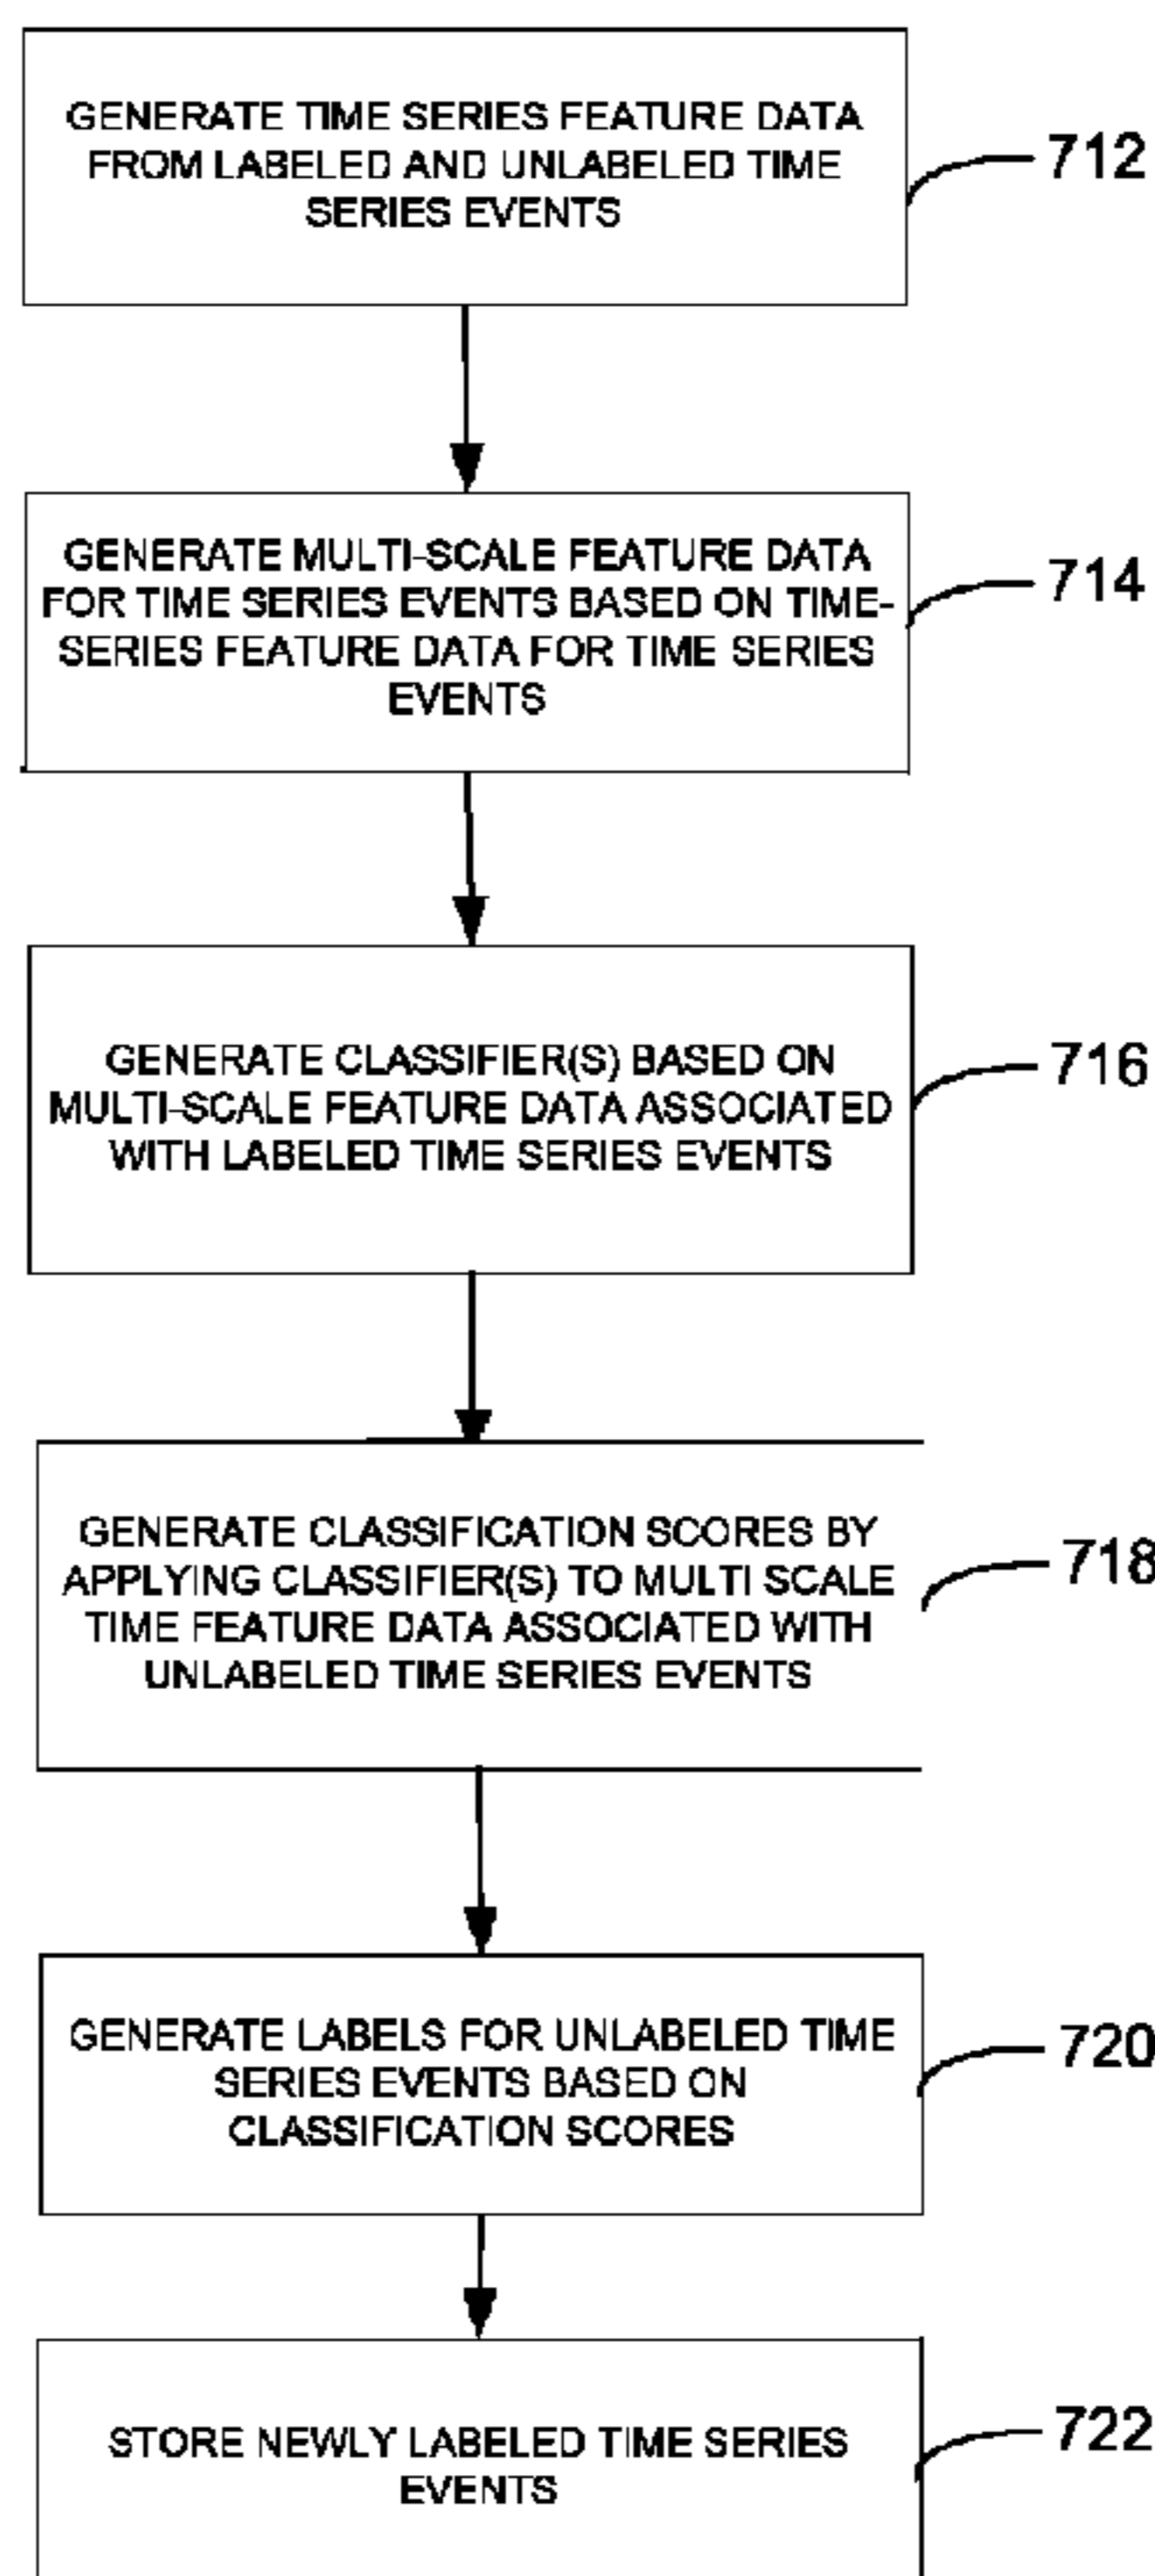 GENERATE TIME SERIES FEATURE DATA
FROM LABELED AND UNLABELED TIME
SERIES EVENTS
712
GENERATE MULTI-SCALE FEATURE DATA
FOR TIME SERIES EVENTS BASED ON TIME-
SERIES FEATURE DATA FOR TIME SERIES
EVENTS
714
GENERATE CLASSIFIER(S) BASED ON
MULTI-SCALE FEATURE DATA ASSOCIATED
WITH LABELED TIME SERIES EVENTS
716
GENERATE CLASSIFICATION SCORES BY
APPLYING CLASSIFIER(S) TO MULTI SCALE
TIME FEATURE DATA ASSOCIATED WITH
UNLABELED TIME SERIES EVENTS
718
GENERATE LABELS FOR UNLABELED TIME
SERIES EVENTS BASED ON
CLASSIFICATION SCORES
720
STORE NEWLY LABELED TIME SERIES
EVENTS
722